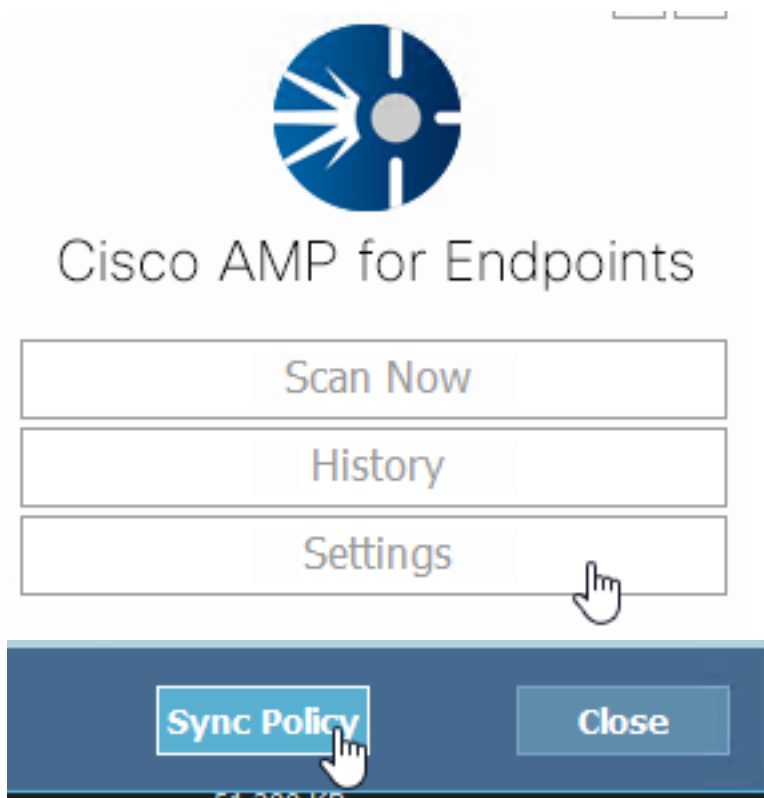 Cisco AMP for Endpoints
Scan Now
History
Settings
Sync Policy
Close